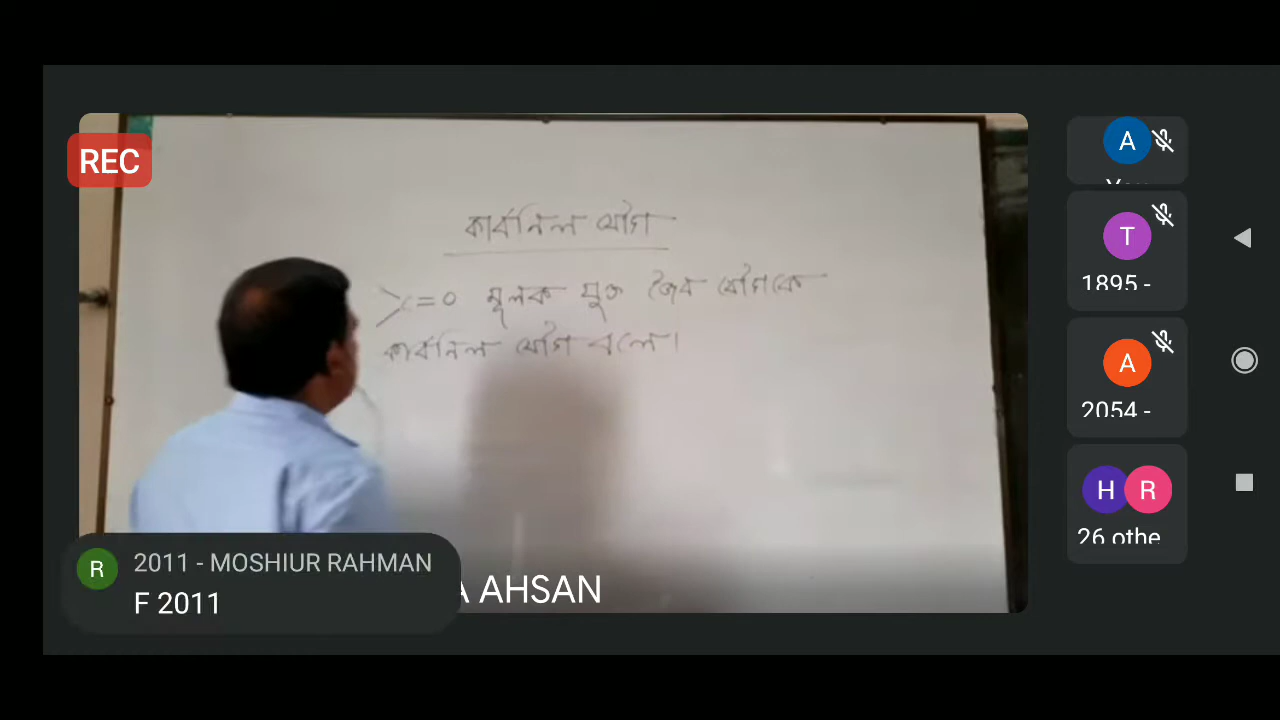 REC
কার্বনিল যৌগ
>C=O মূলক যুক্ত জৈব যৌগকে
কার্বনিল যৌগ বলে।
2011 - MOSHIUR RAHMAN
F 2011
A AHSAN
A
T
1895 -
A
2054 -
H R
26 othe
R